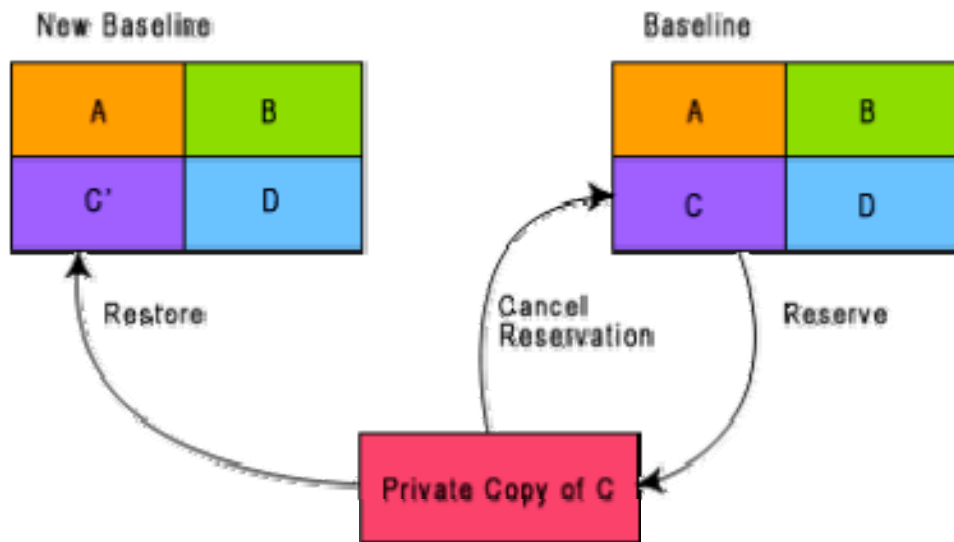 New Baseline
Baseline
A
B
A
B
C'
D
C
D
Restore
Cancel
Reservation
Reserve
Private Copy of C